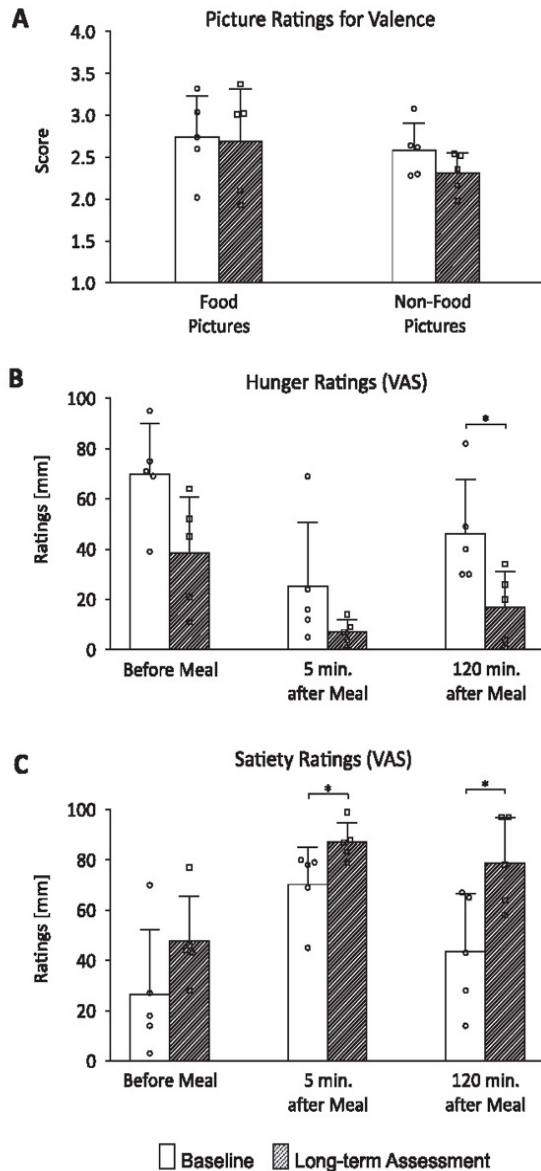 A
Picture Ratings for Valence
4.0
3.5
3.0
2.5
2.0
1.5
1.0
Score
Food
Pictures
Non-Food
Pictures
B
Hunger Ratings (VAS)
100
80
60
40
20
0
Ratings [mm]
*
Before Meal
5 min.
after Meal
120 min.
after Meal
C
Satiety Ratings (VAS)
100
80
60
40
20
0
Ratings [mm]
*
*
Before Meal
5 min.
after Meal
120 min.
after Meal
Baseline
Long-term Assessment